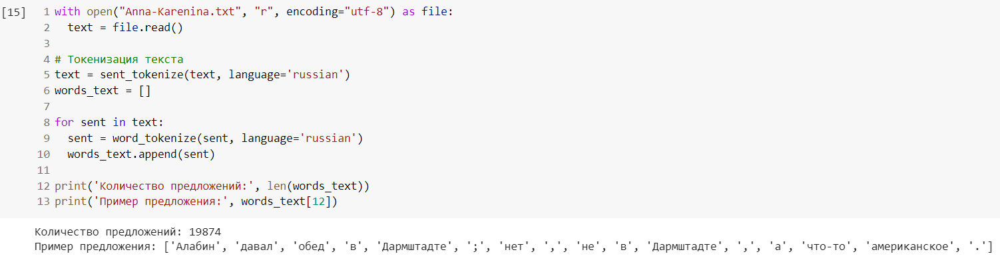 [15] 1 with open("Anna-Karenina.txt", "r", encoding="utf-8") as file:
2   text = file.read()
3
4 # Токенизация текста
5 text = sent_tokenize(text, language='russian')
6 words_text = []
7
8 for sent in text:
9   sent = word_tokenize(sent, language='russian')
10   words_text.append(sent)
11
12 print('Количество предложений:', len(words_text))
13 print('Пример предложения:', words_text[12])
Количество предложений: 19874
Пример предложения: ['Алабин', 'давал', 'обед', 'в', 'Дармштадте', ';', 'нет', ',', 'не', 'в', 'Дармштадте', ',', 'а', 'что-то', 'американское', '.']